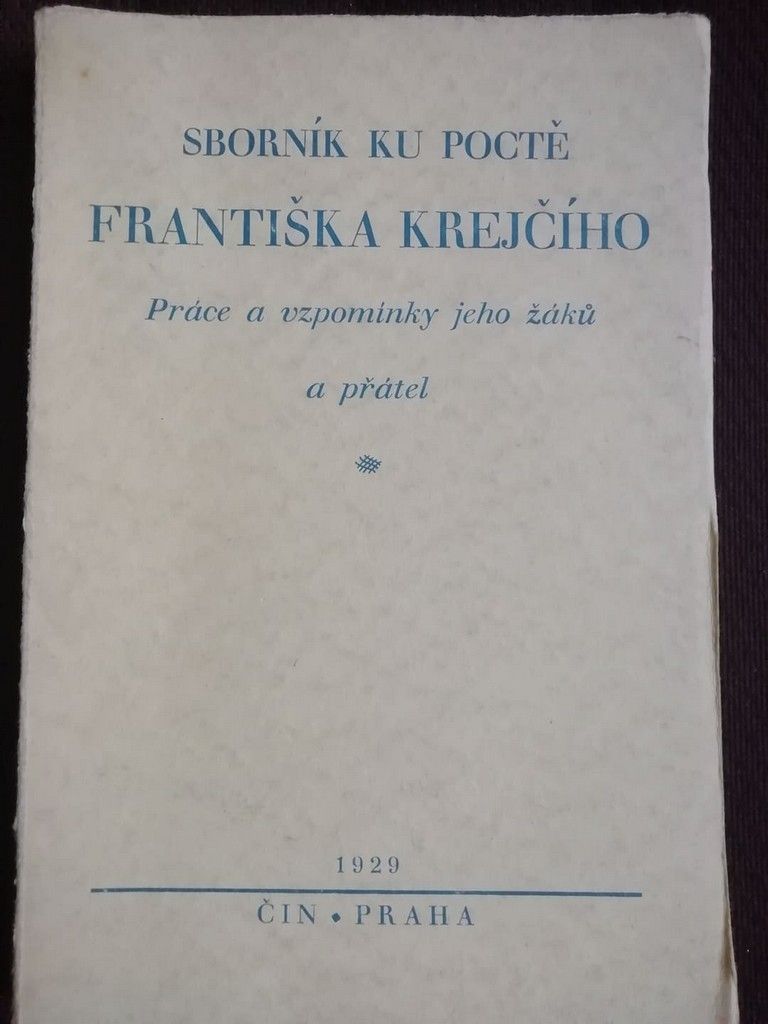 SBORNÍK KU POCTĚ
FRANTIŠKA KREJČÍHO
Práce a vzpomínky jeho žáků
a přátel
1929
ČIN • PRAHA